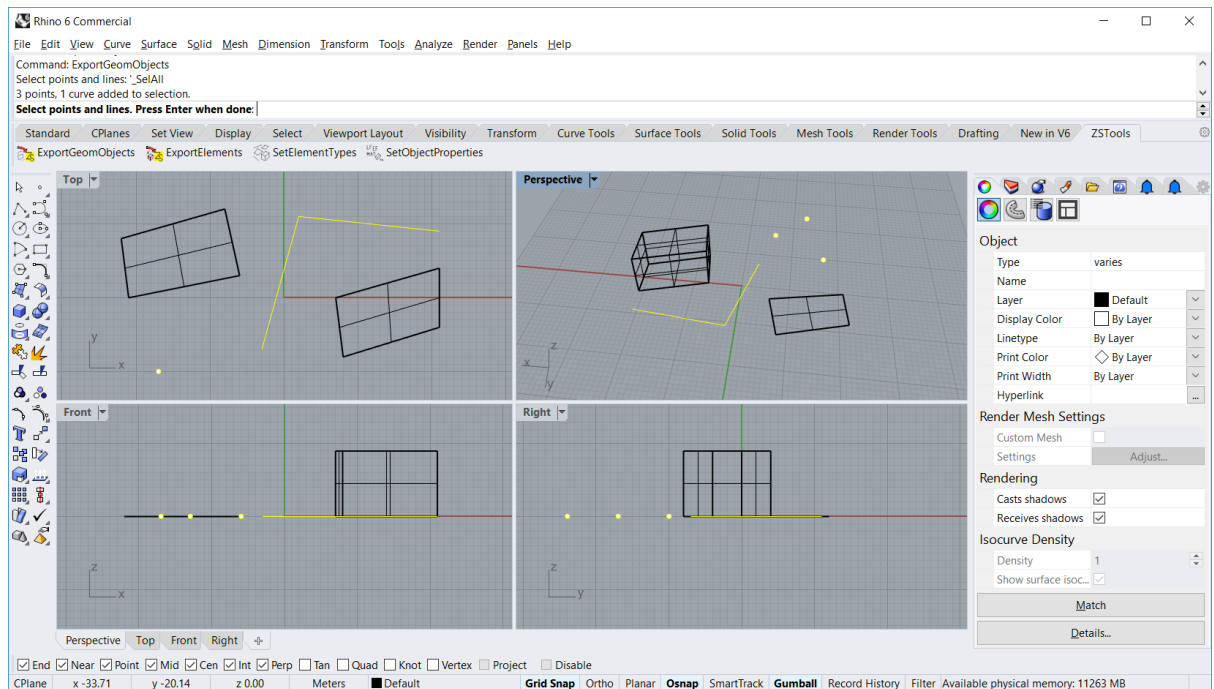 Rhino 6 Commercial
File Edit View Curve Surface Solid Mesh Dimension Transform Tools Analyze Render Panels Help
Command: ExportGeomObjects
Select points and lines: '_SelAll
3 points, 1 curve added to selection.
Select points and lines. Press Enter when done:
Standard CPlanes Set View Display Select Viewport Layout Visibility Transform Curve Tools Surface Tools Solid Tools Mesh Tools Render Tools Drafting New in V6 ZSTools
ExportGeomObjects ExportElements SetElementTypes SetObjectProperties
Top
y
x
Perspective
z
x
y
Front
z
x
Right
z
y
Object
Type varies
Name
Layer Default
Display Color By Layer
Linetype By Layer
Print Color By Layer
Print Width By Layer
Hyperlink ...
Render Mesh Settings
Custom Mesh
Settings Adjust...
Rendering
Casts shadows
Receives shadows
Isocurve Density
Density 1
Show surface isoc...
Match
Details...
Perspective Top Front Right
End Near Point Mid Cen Int Perp Tan Quad Knot Vertex Project Disable
CPlane x -33.71 y -20.14 z 0.00 Meters Default Grid Snap Ortho Planar Osnap SmartTrack Gumball Record History Filter Available physical memory: 11263 MB